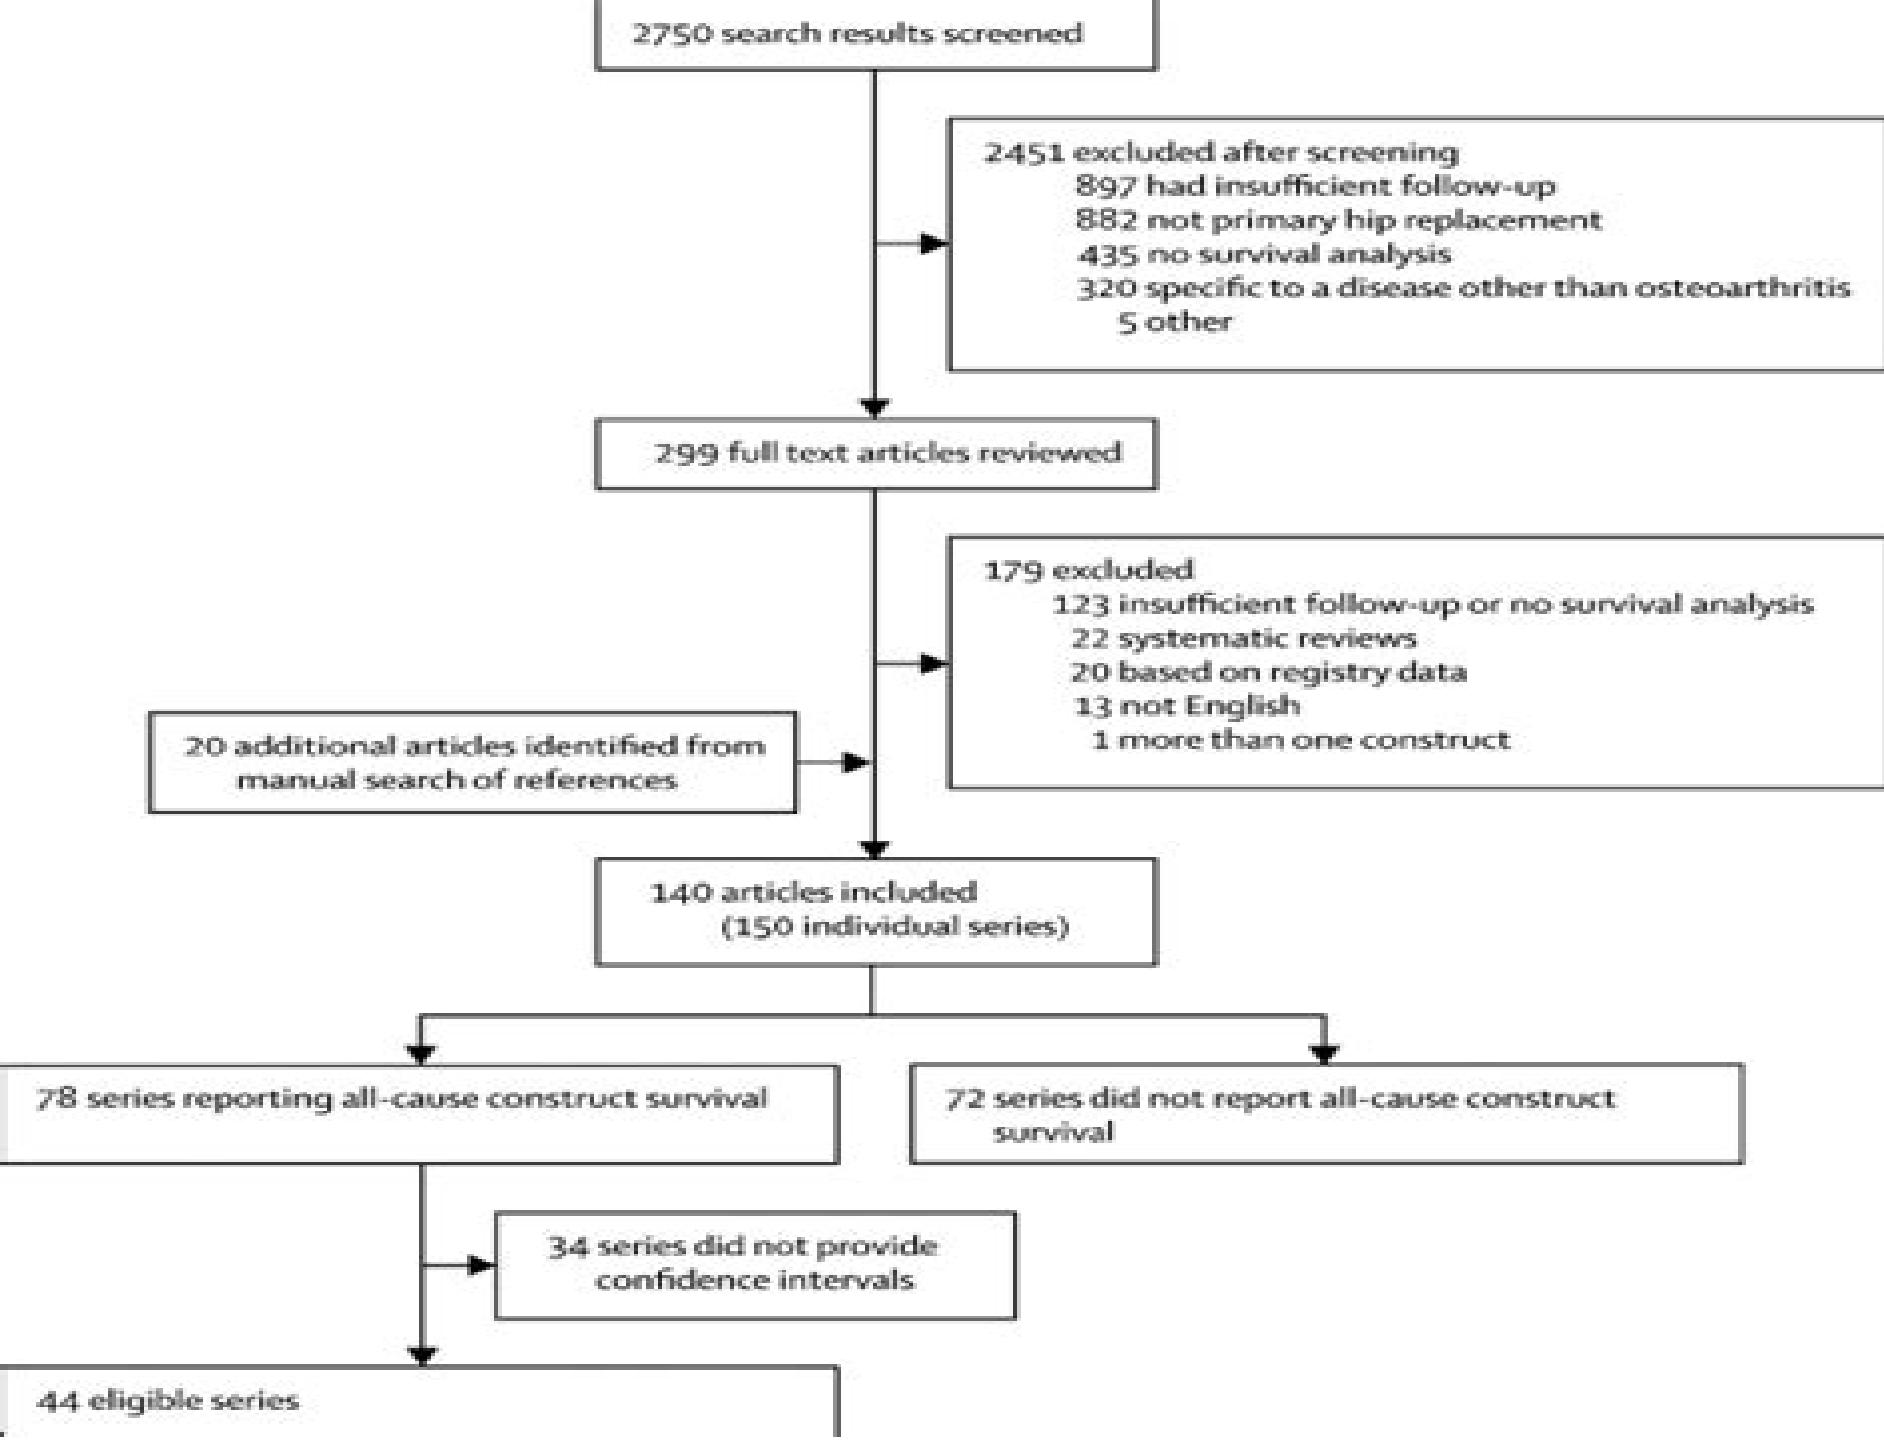 2750 search results screened
2451 excluded after screening
897 had insufficient follow-up
882 not primary hip replacement
435 no survival analysis
320 specific to a disease other than osteoarthritis
5 other
299 full text articles reviewed
179 excluded
123 insufficient follow-up or no survival analysis
22 systematic reviews
20 based on registry data
13 not English
1 more than one construct
20 additional articles identified from
manual search of references
140 articles included
(150 individual series)
78 series reporting all-cause construct survival
72 series did not report all-cause construct
survival
34 series did not provide
confidence intervals
44 eligible series